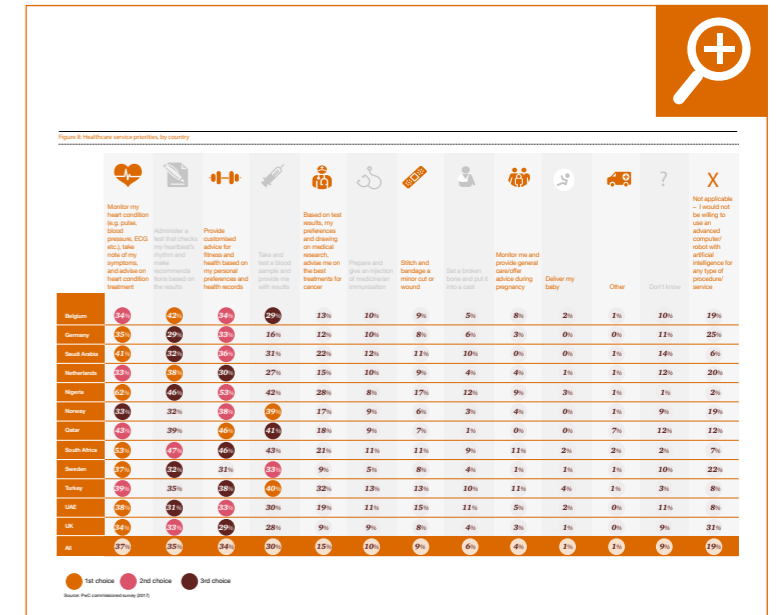 Figure 8: Healthcare service priorities, by country
Monitor my heart condition (e.g. pulse, blood pressure, ECG etc.), take note of my symptoms, and advise on heart condition treatment
Administer a test that checks my heartbeat's rhythm and make recommendations based on the results
Provide customised advice for fitness and health based on my personal preferences and health records
Take and test a blood sample and provide me with results
Based on test results, my preferences and drawing on medical research, advise me on the best treatments for cancer
Prepare and give an injection of medicine/an immunisation
Stitch and bandage a minor cut or wound
Set a broken bone and put it into a cast
Monitor me and provide general care/offer advice during pregnancy
Deliver my baby
Other
?
Don't know
X
Not applicable – I would not be willing to use an advanced computer/robot with artificial intelligence for any type of procedure/service
Belgium 34% 42% 34% 29% 13% 10% 9% 5% 8% 2% 1% 10% 19%
Germany 35% 29% 33% 16% 12% 10% 8% 6% 3% 0% 0% 11% 25%
Saudi Arabia 41% 32% 36% 31% 22% 12% 11% 10% 0% 0% 1% 14% 6%
Netherlands 33% 38% 30% 27% 15% 10% 9% 4% 4% 1% 1% 12% 20%
Nigeria 62% 46% 53% 42% 28% 8% 17% 12% 9% 3% 1% 1% 2%
Norway 33% 32% 38% 39% 17% 9% 6% 3% 4% 0% 1% 9% 19%
Qatar 43% 39% 46% 41% 18% 9% 7% 1% 0% 0% 7% 12% 12%
South Africa 53% 47% 46% 43% 21% 11% 11% 9% 11% 2% 2% 2% 7%
Sweden 37% 32% 31% 33% 9% 5% 8% 4% 1% 1% 1% 10% 22%
Turkey 39% 35% 38% 40% 32% 13% 13% 10% 11% 4% 1% 3% 8%
UAE 38% 31% 33% 30% 19% 11% 15% 11% 5% 2% 0% 11% 8%
UK 34% 33% 29% 28% 9% 9% 8% 4% 3% 1% 0% 9% 31%
All 37% 35% 34% 30% 15% 10% 9% 6% 4% 1% 1% 9% 19%
1st choice 2nd choice 3rd choice
Source: PwC commissioned survey (2017)